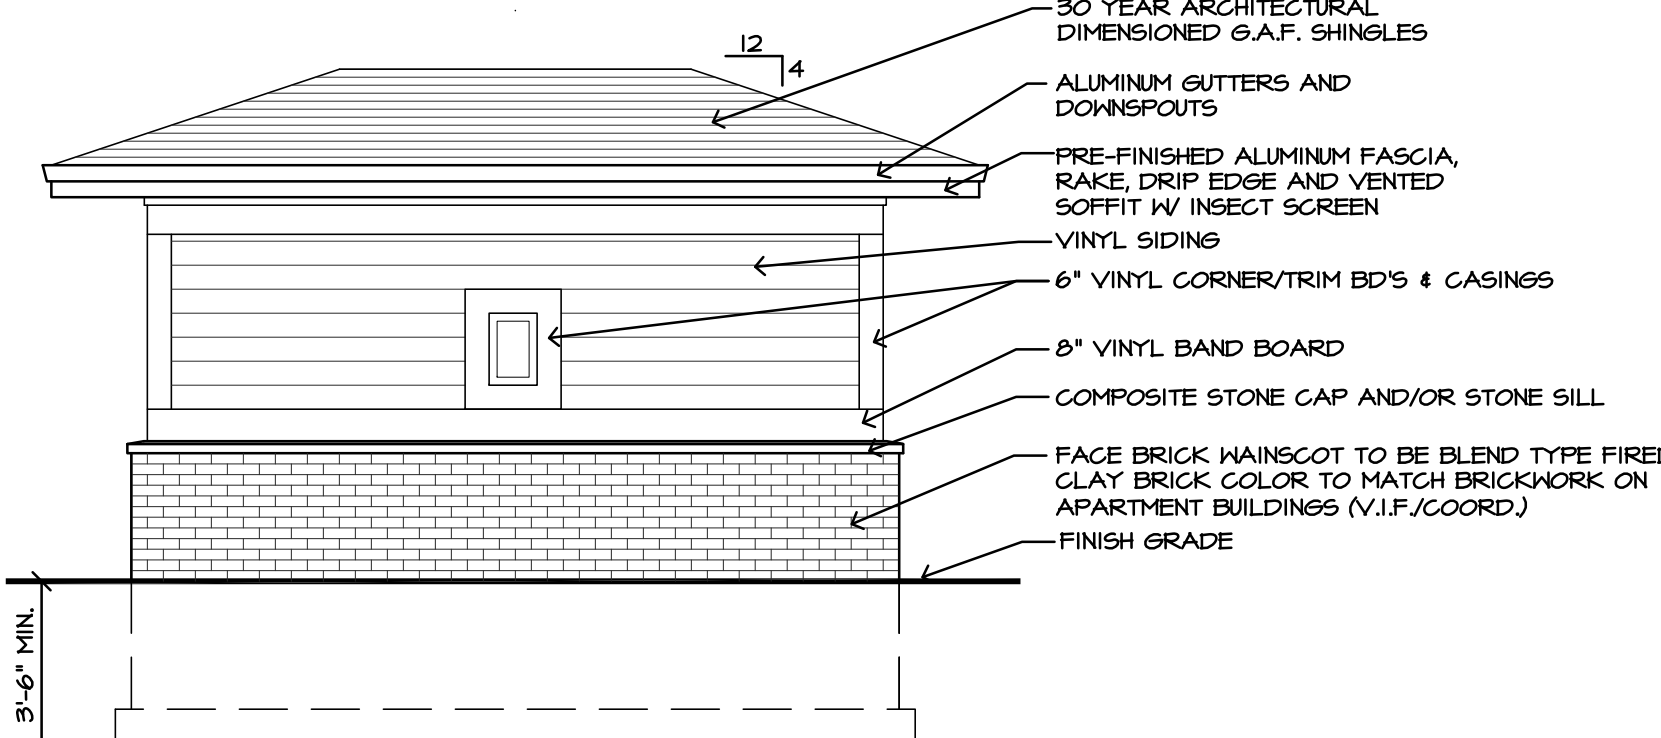 30 YEAR ARCHITECTURAL
DIMENSIONED G.A.F. SHINGLES
12
4
ALUMINUM GUTTERS AND
DOWNSPOUTS
PRE-FINISHED ALUMINUM FASCIA,
RAKE, DRIP EDGE AND VENTED
SOFFIT W/ INSECT SCREEN
VINYL SIDING
6" VINYL CORNER/TRIM BD'S & CASINGS
8" VINYL BAND BOARD
COMPOSITE STONE CAP AND/OR STONE SILL
FACE BRICK WAINSCOT TO BE BLEND TYPE FIRED
CLAY BRICK COLOR TO MATCH BRICKWORK ON
APARTMENT BUILDINGS (V.I.F./COORD.)
FINISH GRADE
3'-6" MIN.